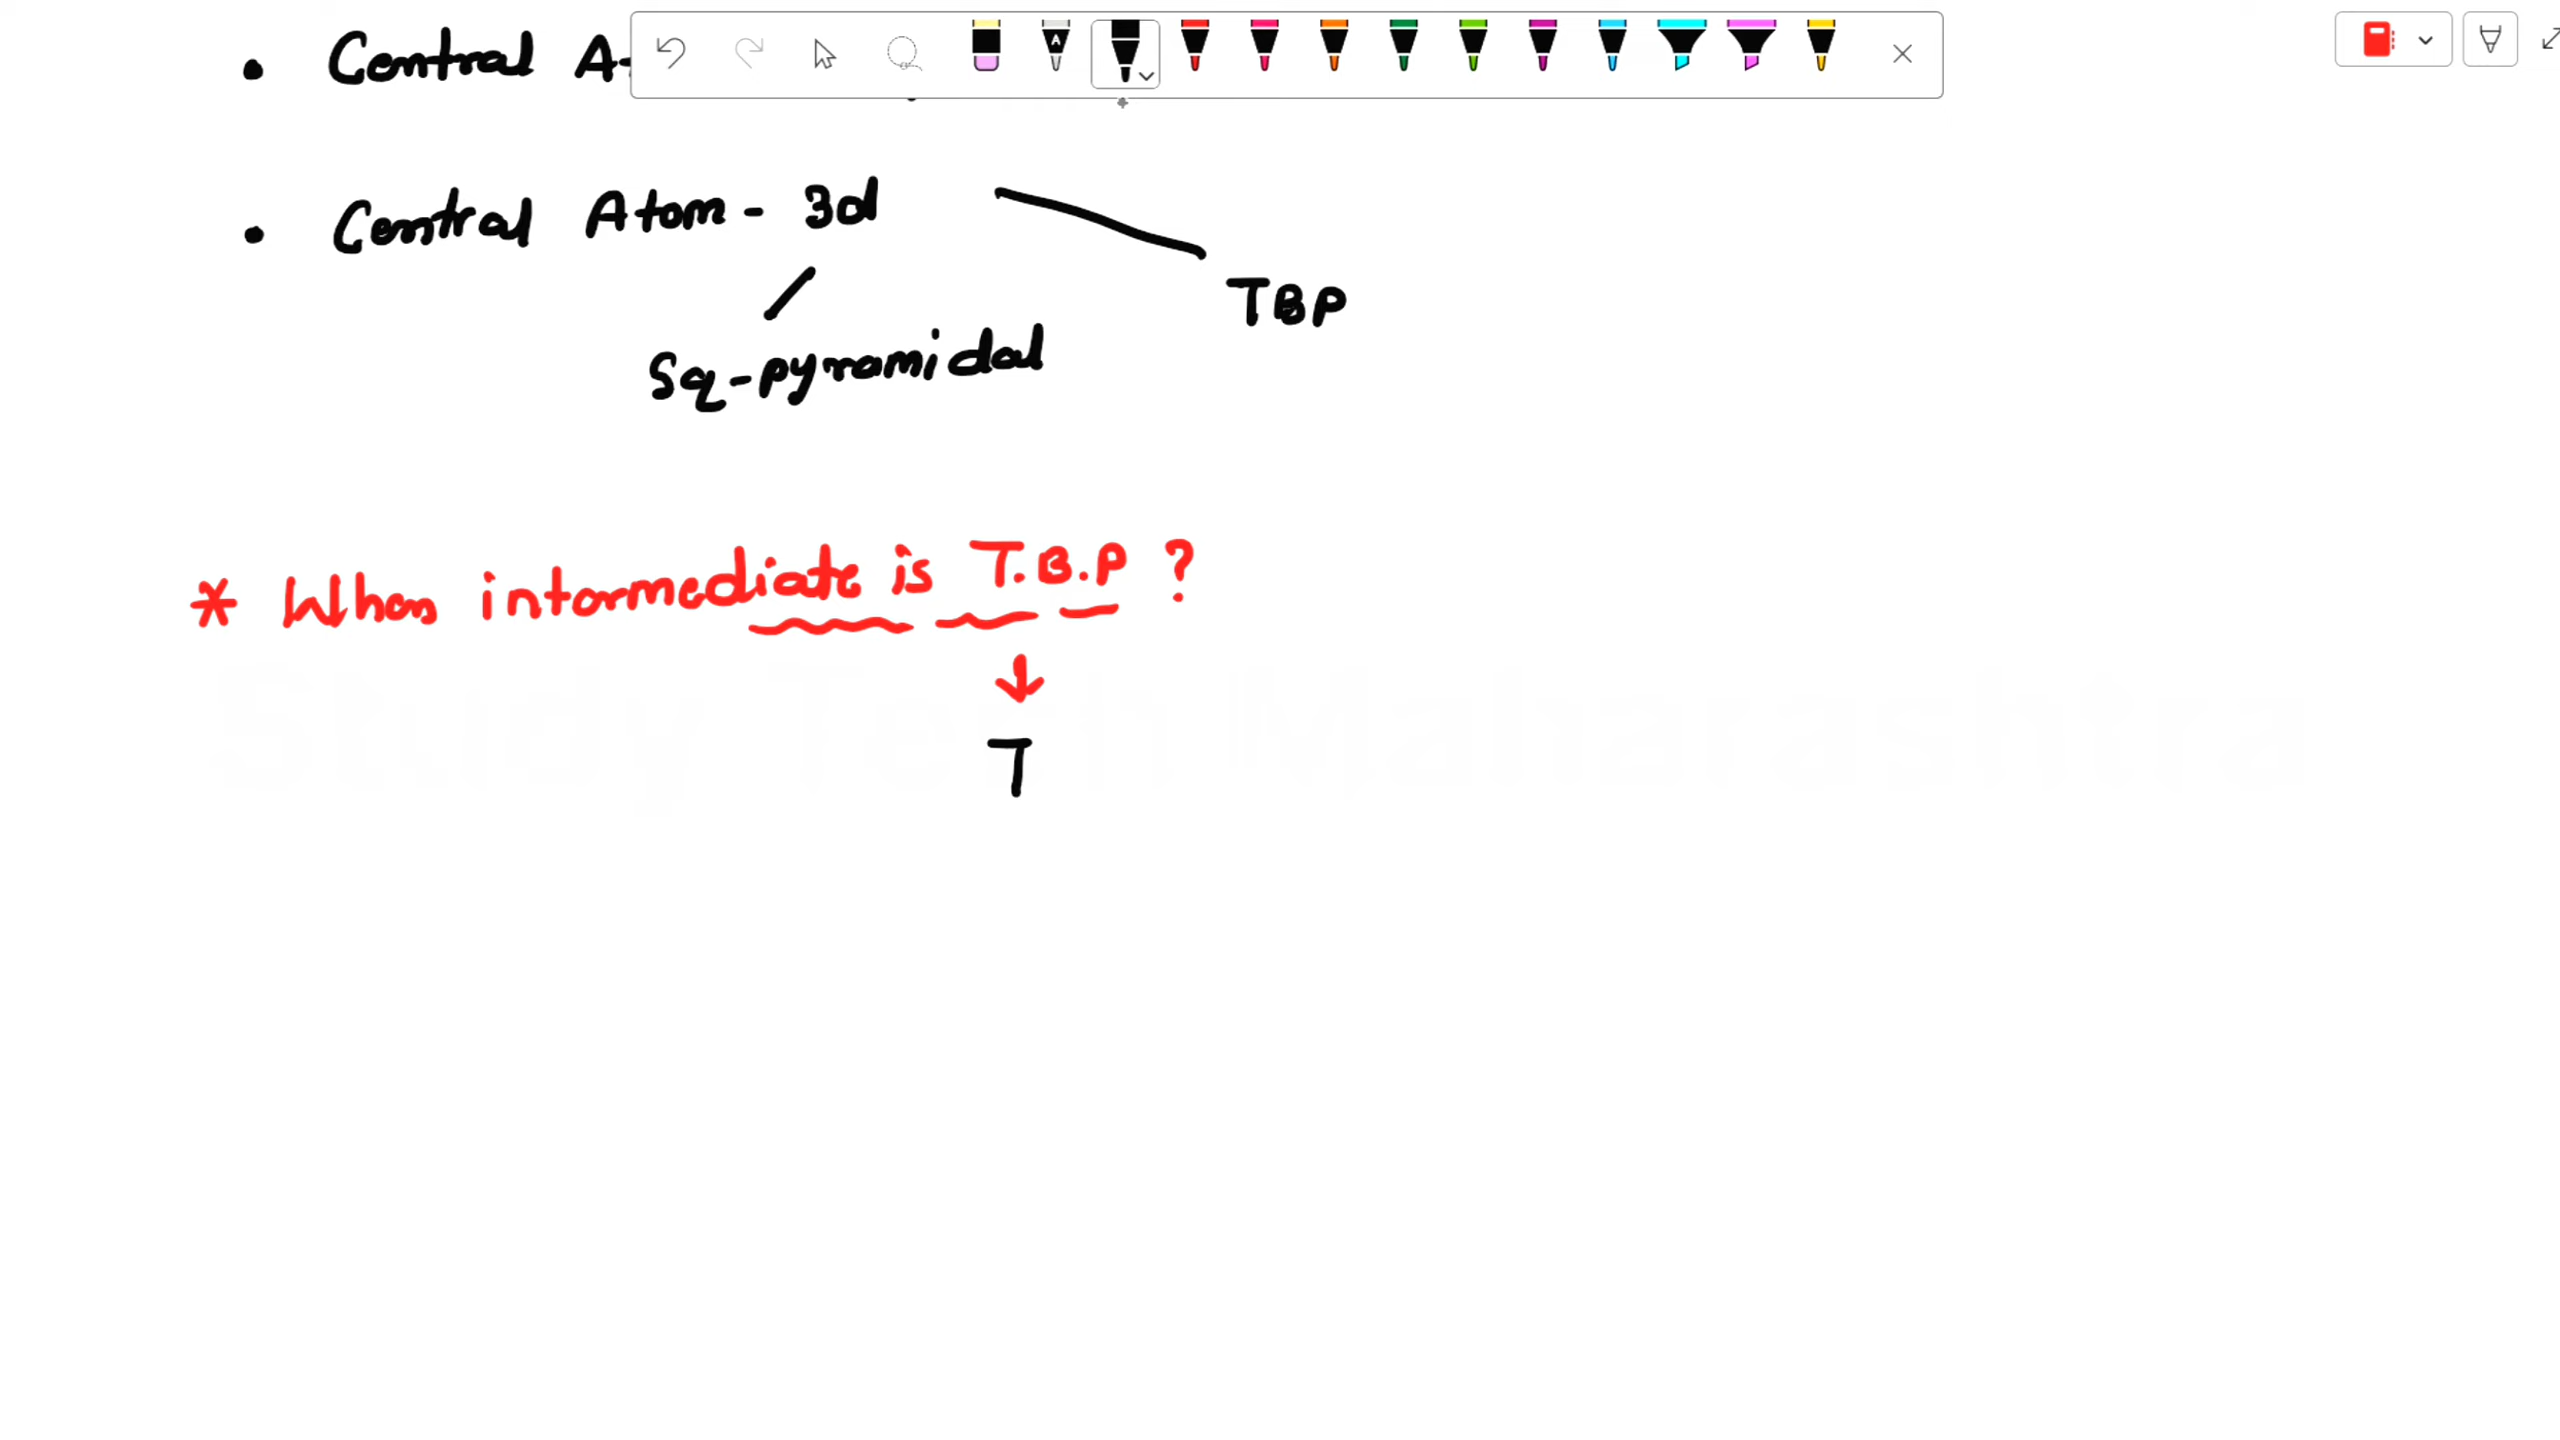 • Central A
• Central Atom - 3d
TBP
Sq-pyramidal
* When intermediate is T.B.P ?
↓
T